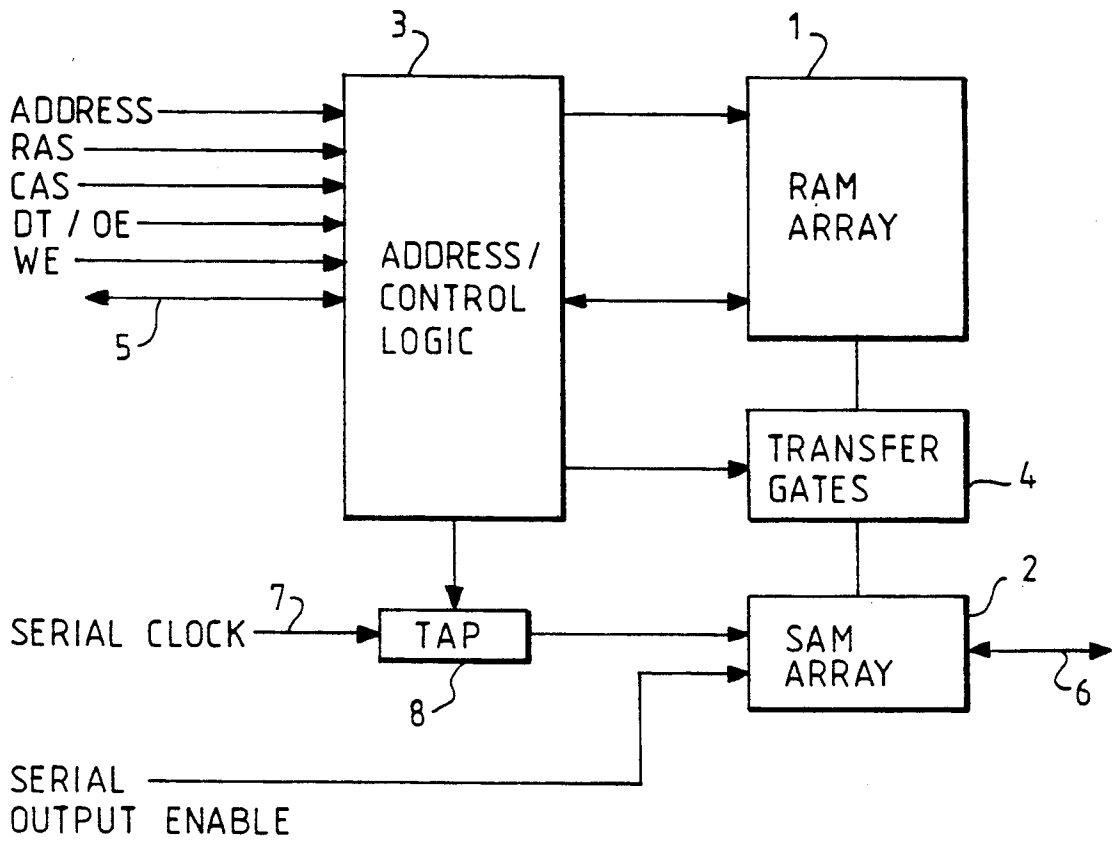 3
1
ADDRESS
RAS
CAS
DT / OE
WE
5
ADDRESS/
CONTROL
LOGIC
RAM
ARRAY
TRANSFER
GATES
4
2
7
SERIAL CLOCK
TAP
8
SAM
ARRAY
6
SERIAL
OUTPUT ENABLE